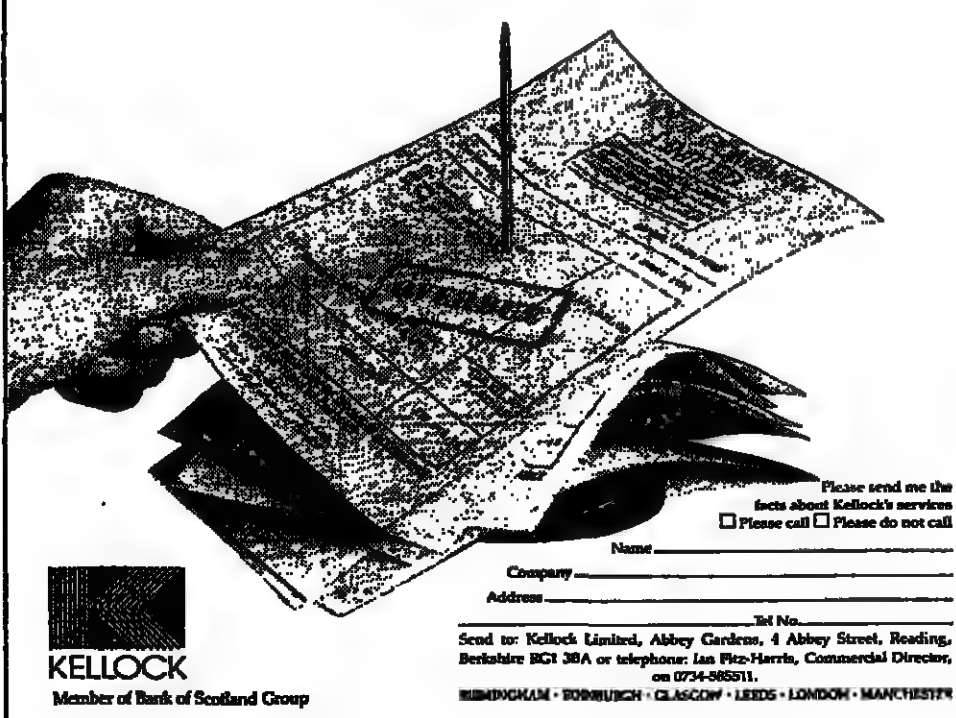 Please send me the
facts about Kellock's services
☐ Please call ☐ Please do not call
Name
Company
Address
Tel No.
Send to: Kellock Limited, Abbey Gardens, 4 Abbey Street, Reading,
Berkshire RG1 3BA or telephone: Ian Fitz-Harris, Commercial Director,
on 0734-585511.
KELLOCK
Member of Bank of Scotland Group
BIRMINGHAM · EDINBURGH · GLASGOW · LEEDS · LONDON · MANCHESTER